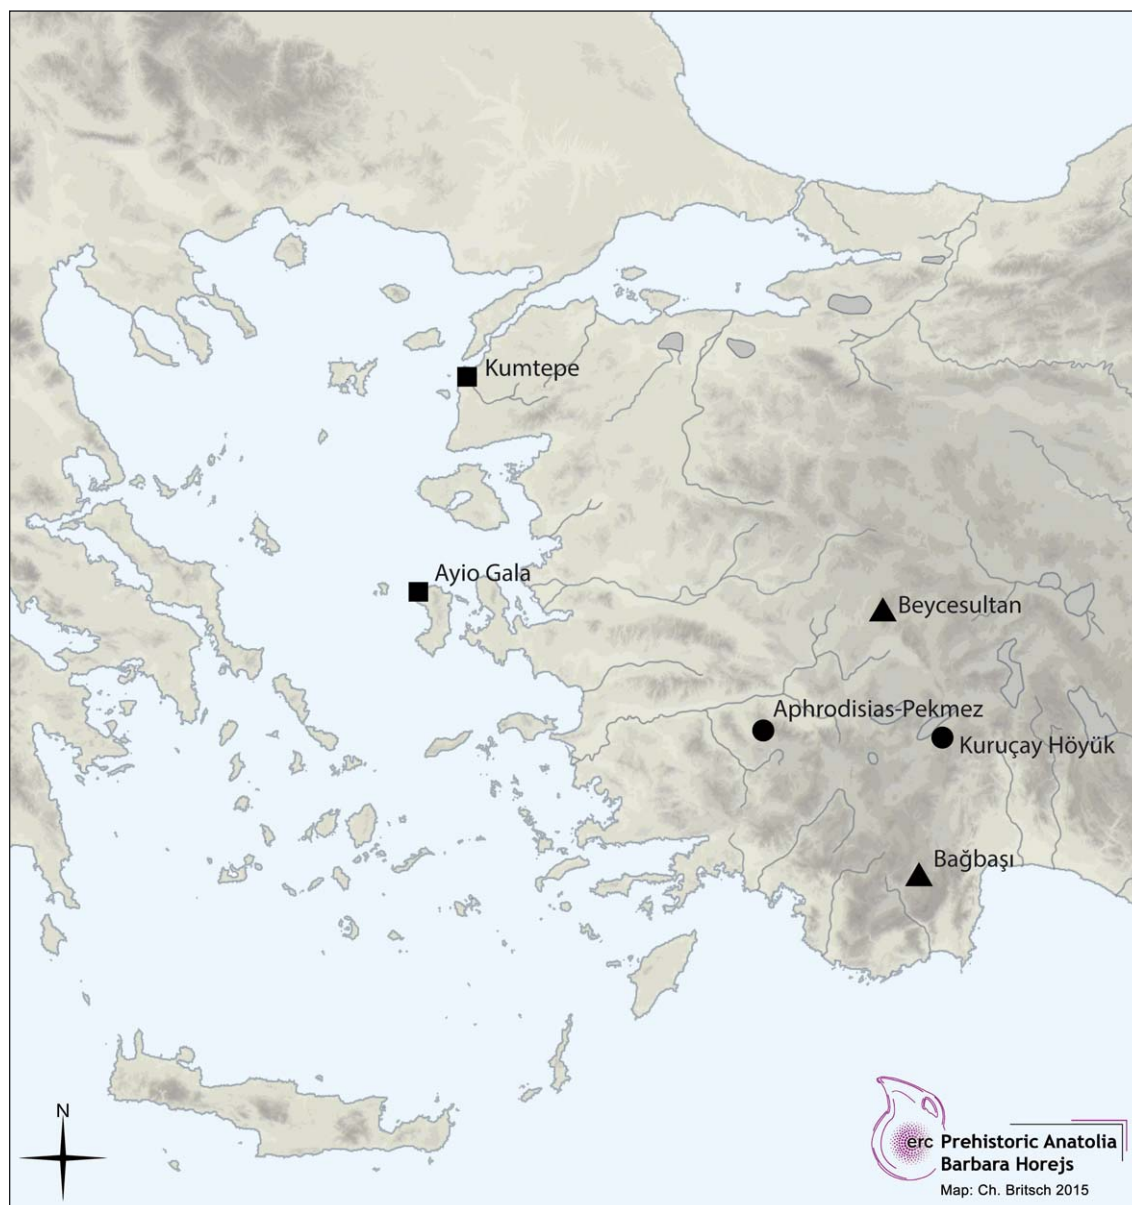 Kumtepe
Ayio Gala
Beycesultan
Aphrodisias-Pekmez
Kuruçay Höyük
Bağbaşı
N
erc Prehistoric Anatolia
Barbara Horejs
Map: Ch. Britsch 2015